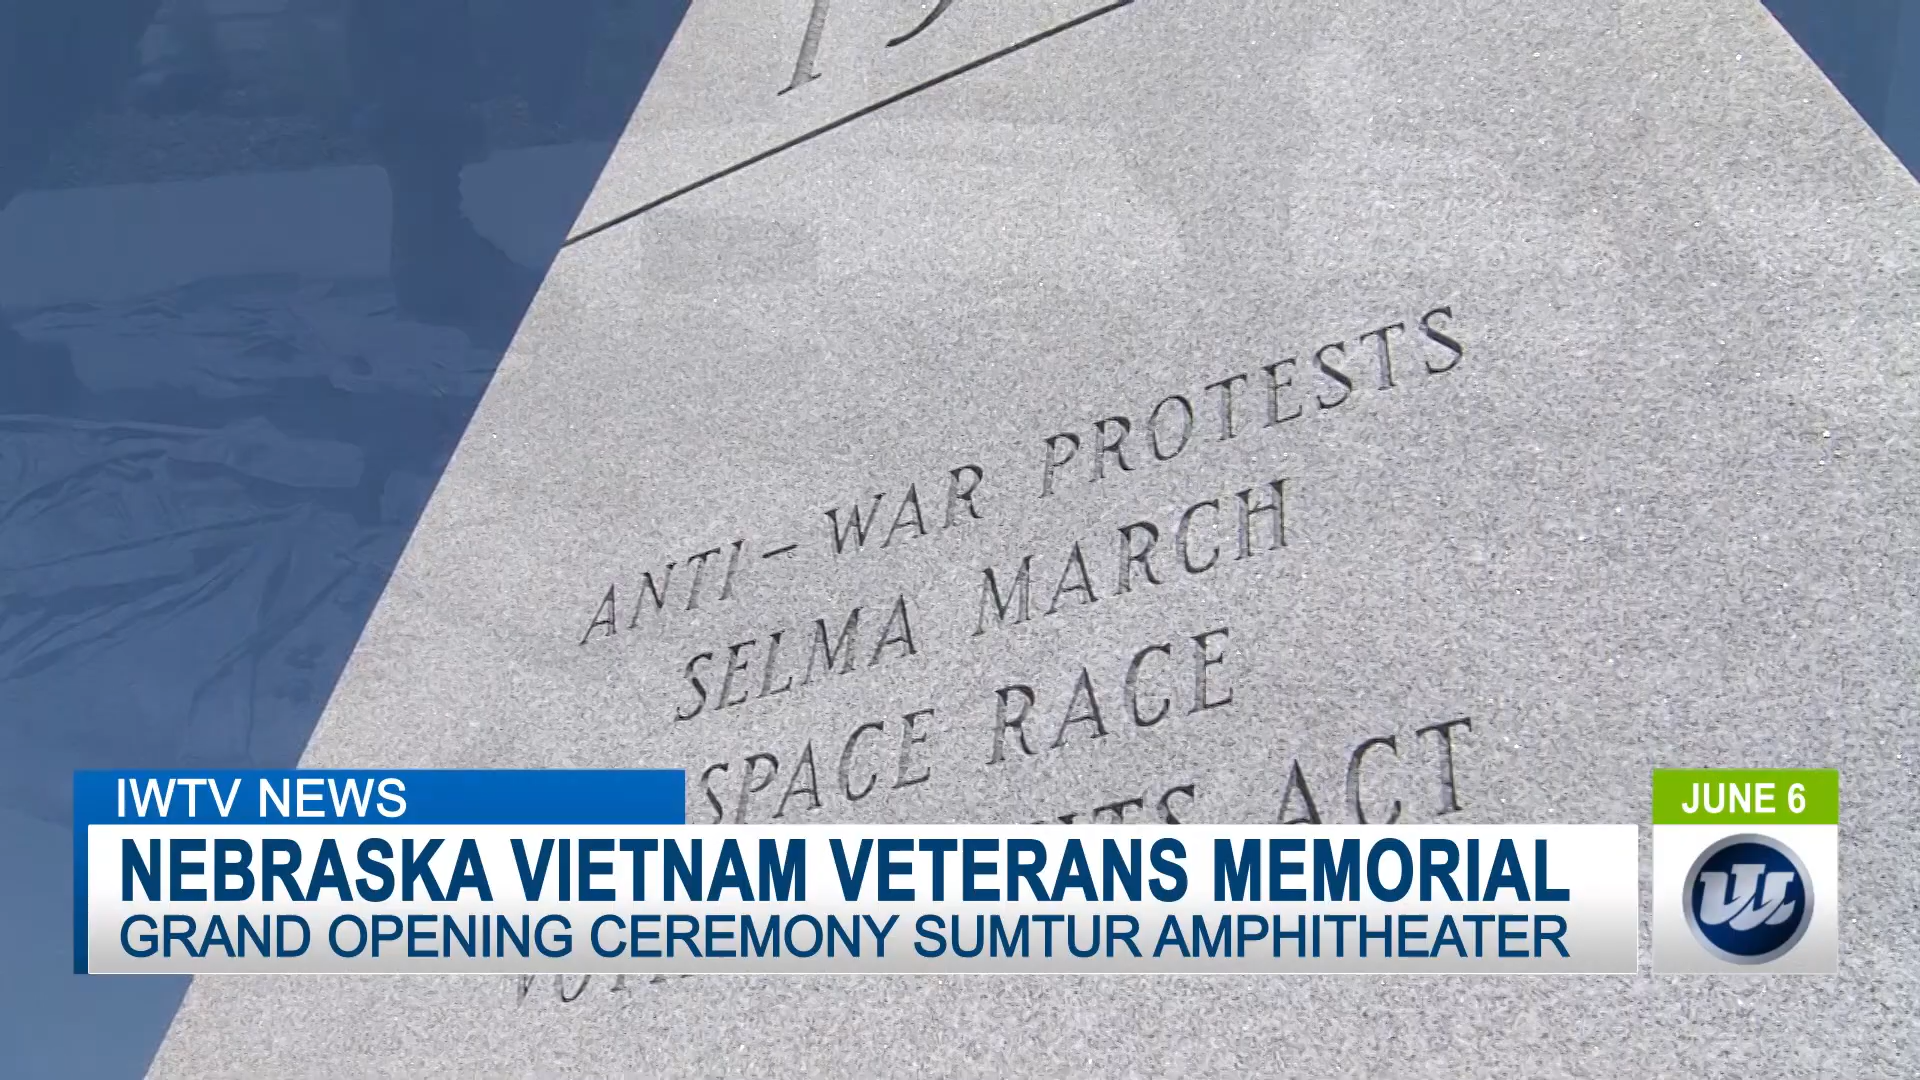 ANTI-WAR PROTESTS
SELMA MARCH
SPACE RACE
ACT
IWTV NEWS
NEBRASKA VIETNAM VETERANS MEMORIAL
GRAND OPENING CEREMONY SUMTUR AMPHITHEATER
JUNE 6